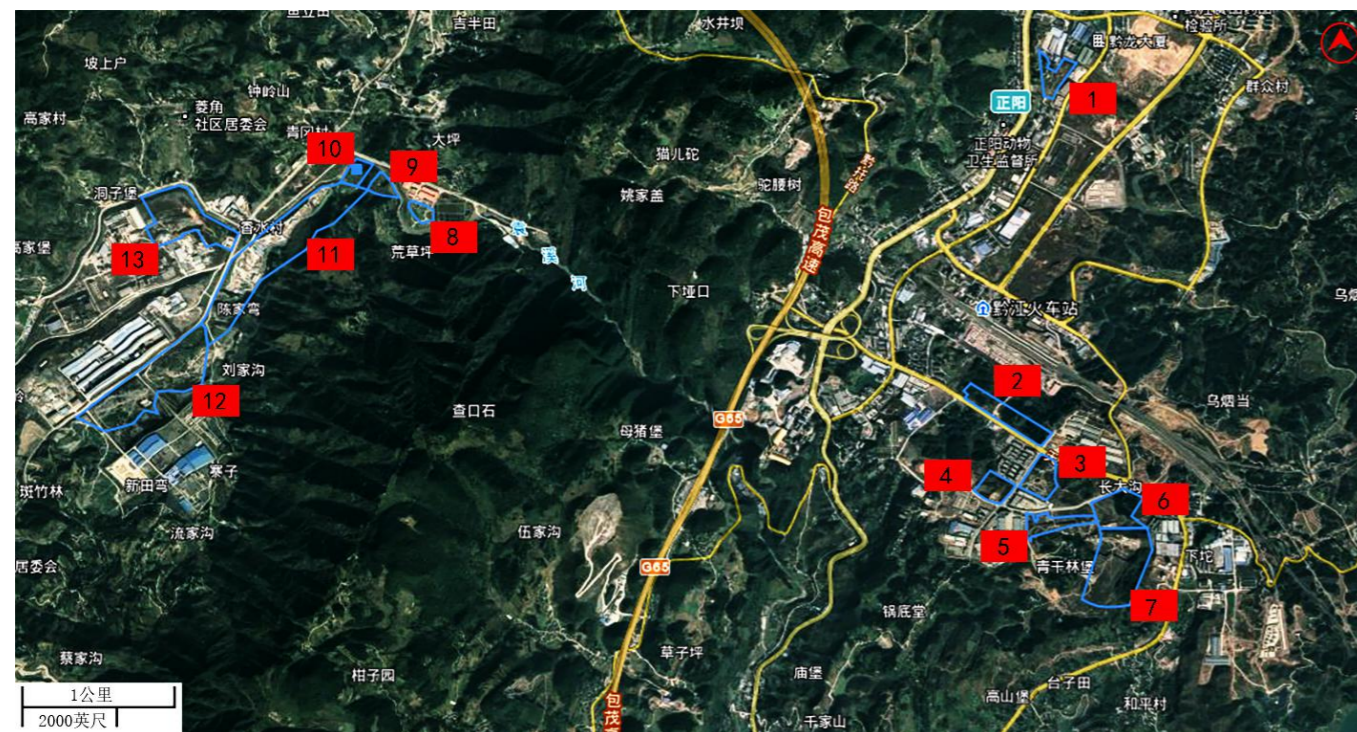 吉半田
水井坝
检验所
黔龙大厦
坡上户
钟岭山
群众村
1
菱角
社区居委会
高家村
正阳
青冈村
大坪
10
9
猫儿砣
正阳动物
卫生监督所
黔坑路
驼腰树
姚家盖
洞子堡
香水村
8
袁溪河
包茂高速
高家堡
13
11
荒草坪
下垭口
陈家弯
黔江火车站
刘家沟
2
12
查口石
G65
乌烟当
母猪堡
4
3
寨子
新田弯
斑竹林
长大沟
6
流家沟
伍家沟
5
下坨
居委会
G65
青干林堡
7
锅底堂
蔡家沟
草子坪
柑子园
庙堡
台子田
高山堡
和平村
1公里
2000英尺
包茂
千家山